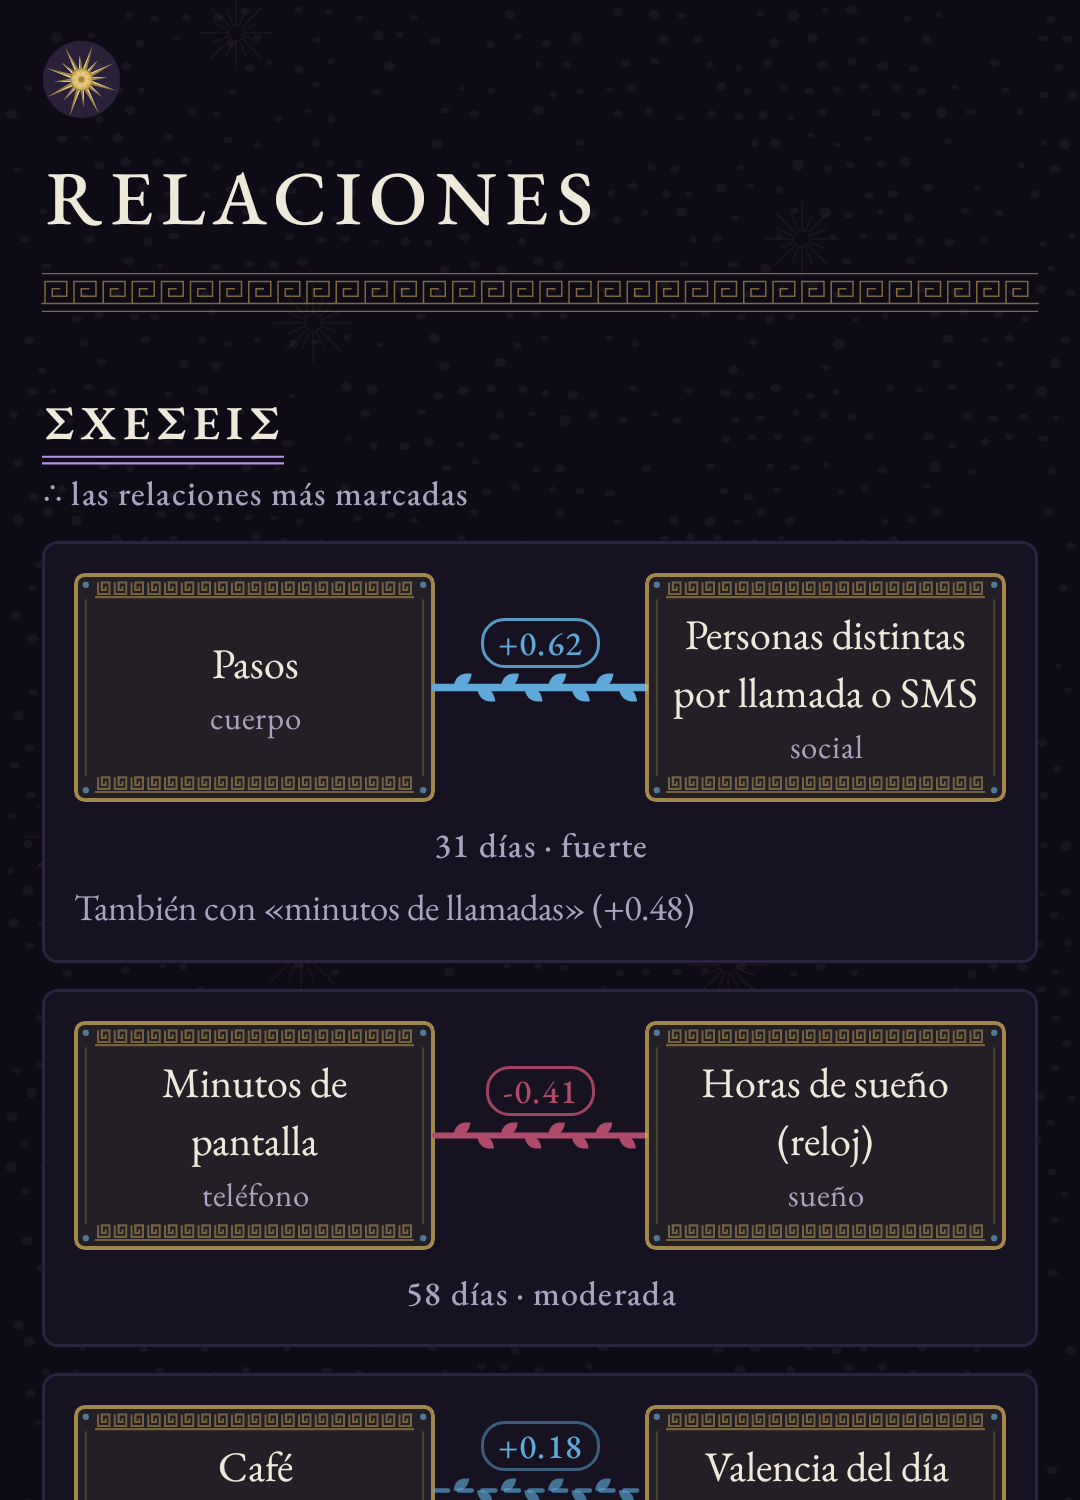 RELACIONES
ΣΧΕΣΕΙΣ
∴ las relaciones más marcadas
Pasos
cuerpo
+0.62
Personas distintas
por llamada o SMS
social
31 días · fuerte
También con «minutos de llamadas» (+0.48)
Minutos de
pantalla
teléfono
-0.41
Horas de sueño
(reloj)
sueño
58 días · moderada
Café
+0.18
Valencia del día